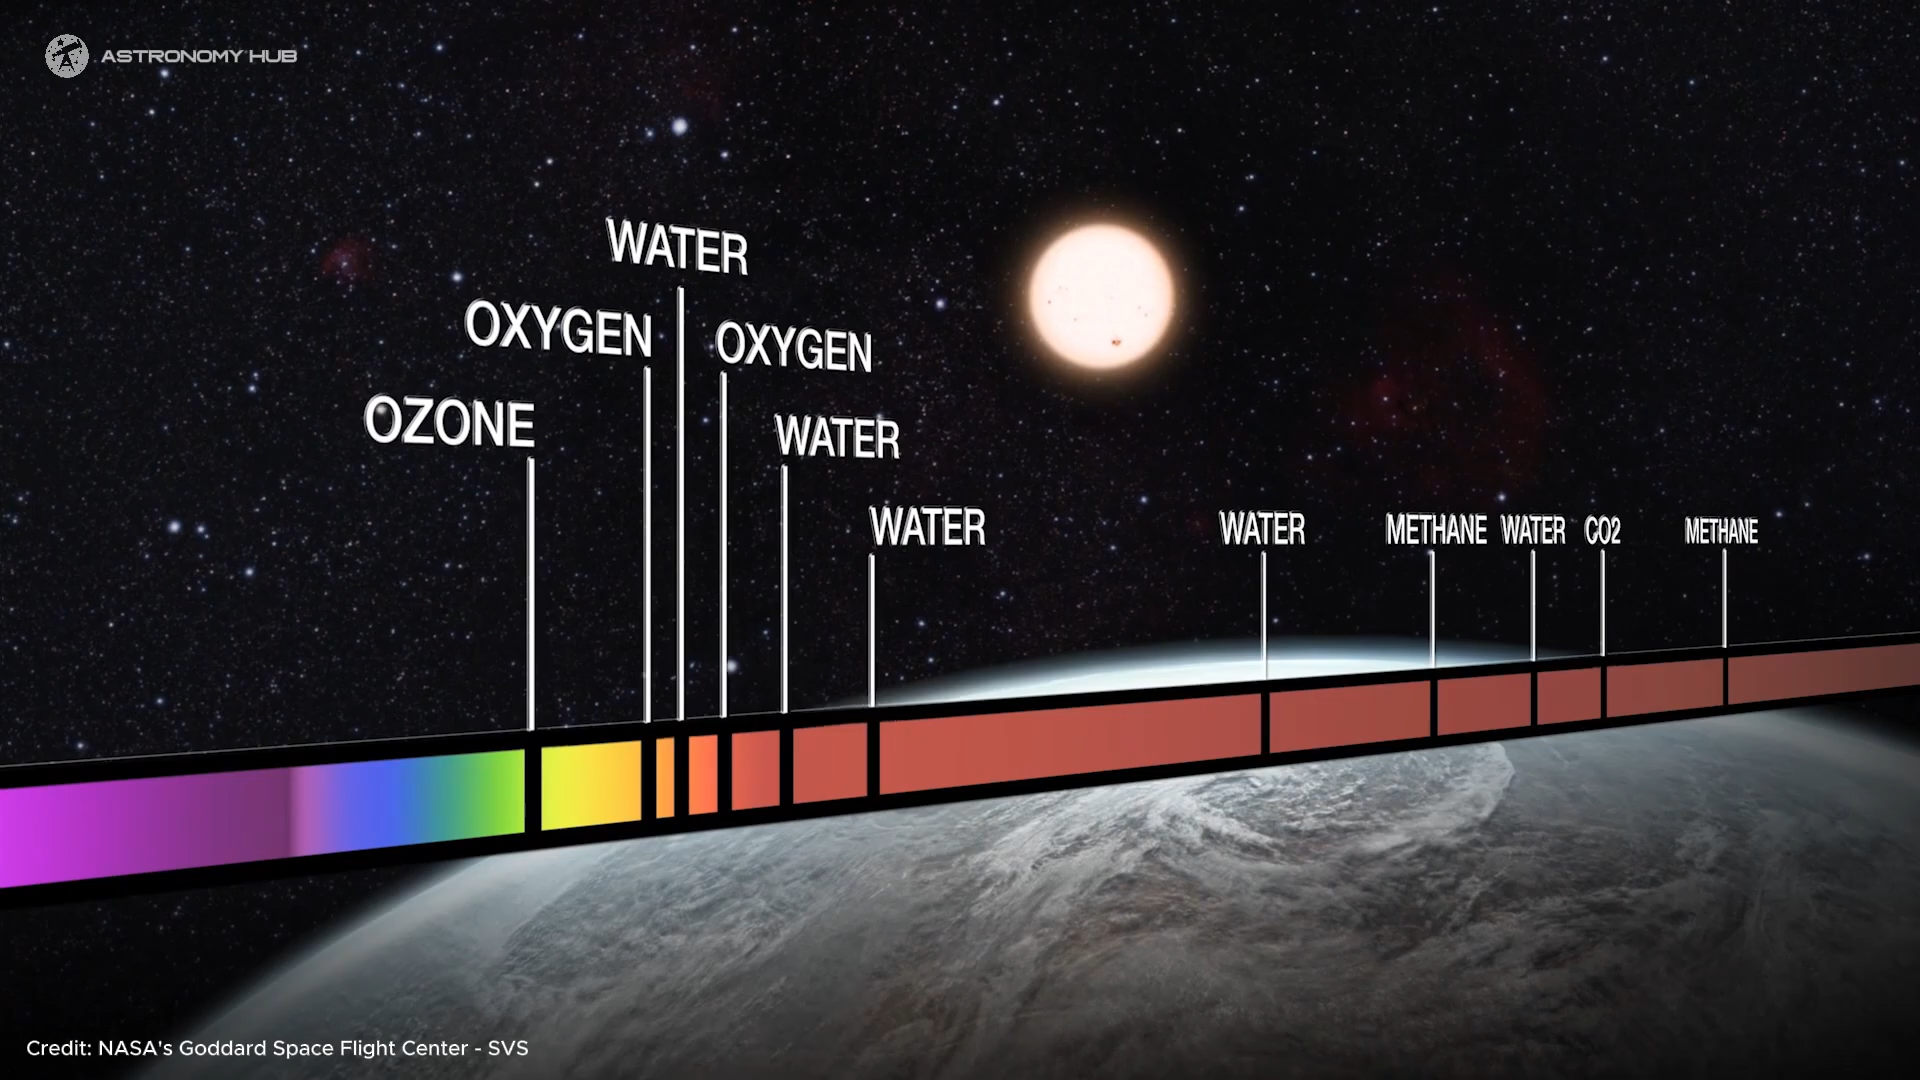 ASTRONOMY HUB
WATER
OXYGEN
OXYGEN
OZONE
WATER
WATER
WATER
METHANE
WATER
CO2
METHANE
Credit: NASA's Goddard Space Flight Center - SVS